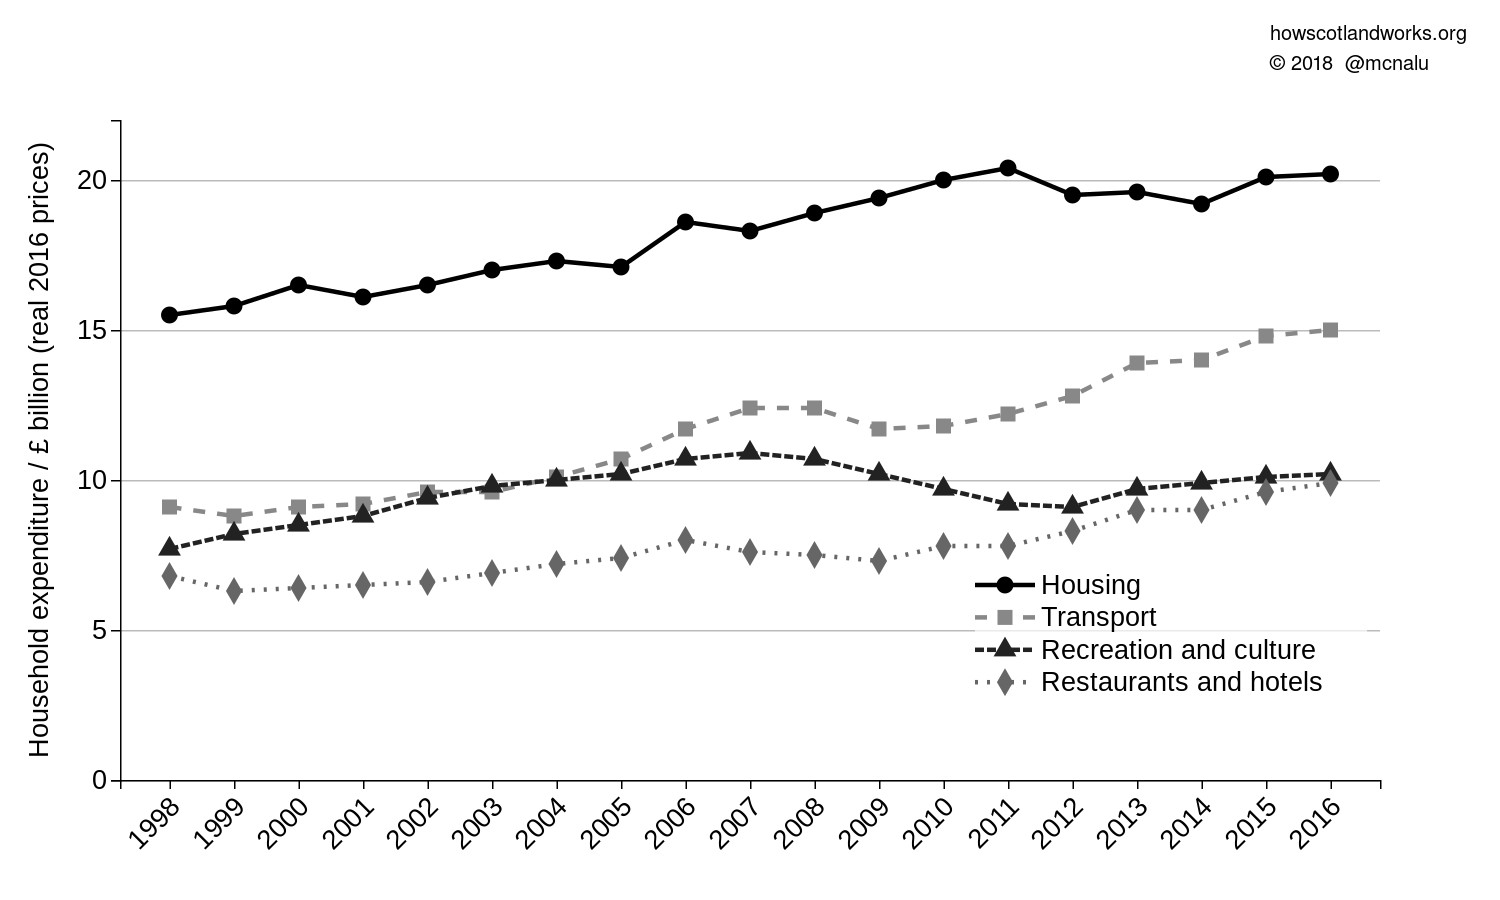 howscotlandworks.org
© 2018 @mcnalu
Household expenditure / £ billion (real 2016 prices)
20
15
10
5
0
Housing
Transport
Recreation and culture
Restaurants and hotels
1998 1999 2000 2001 2002 2003 2004 2005 2006 2007 2008 2009 2010 2011 2012 2013 2014 2015 2016